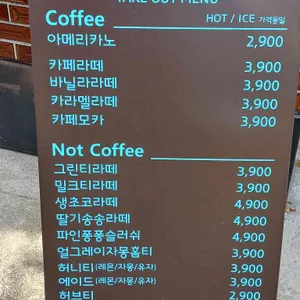 TAKE OUT MENU
Coffee HOT / ICE 가격동일
아메리카노 2,900
카페라떼 3,900
바닐라라떼 3,900
카라멜라떼 3,900
카페모카 3,900
Not Coffee
그린티라떼 3,900
밀크티라떼 3,900
생초코라떼 4,900
딸기송송라떼 4,900
파인퐁퐁슬러쉬 4,900
얼그레이자몽홈티 3,900
허니티(레몬/자몽/유자) 3,900
에이드(레몬/자몽/유자) 3,900
허브티 2,900